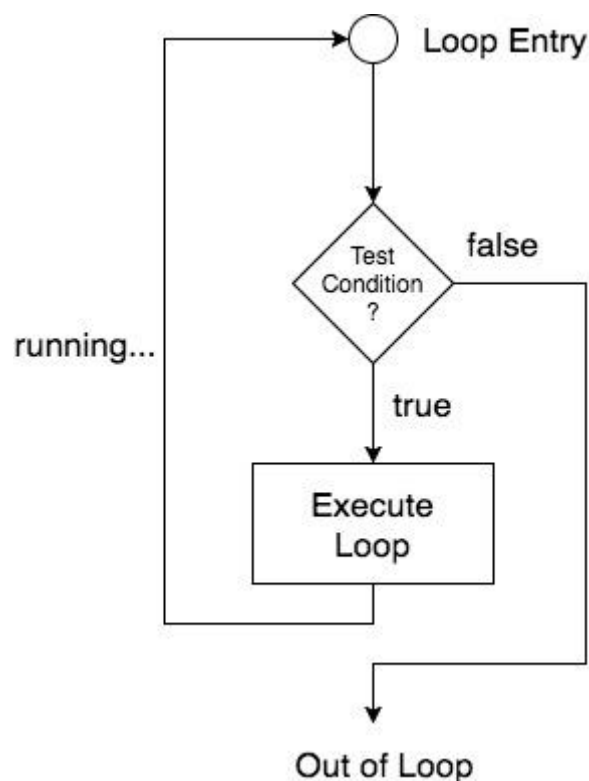 Loop Entry
Test
Condition
?
false
running...
true
Execute
Loop
Out of Loop